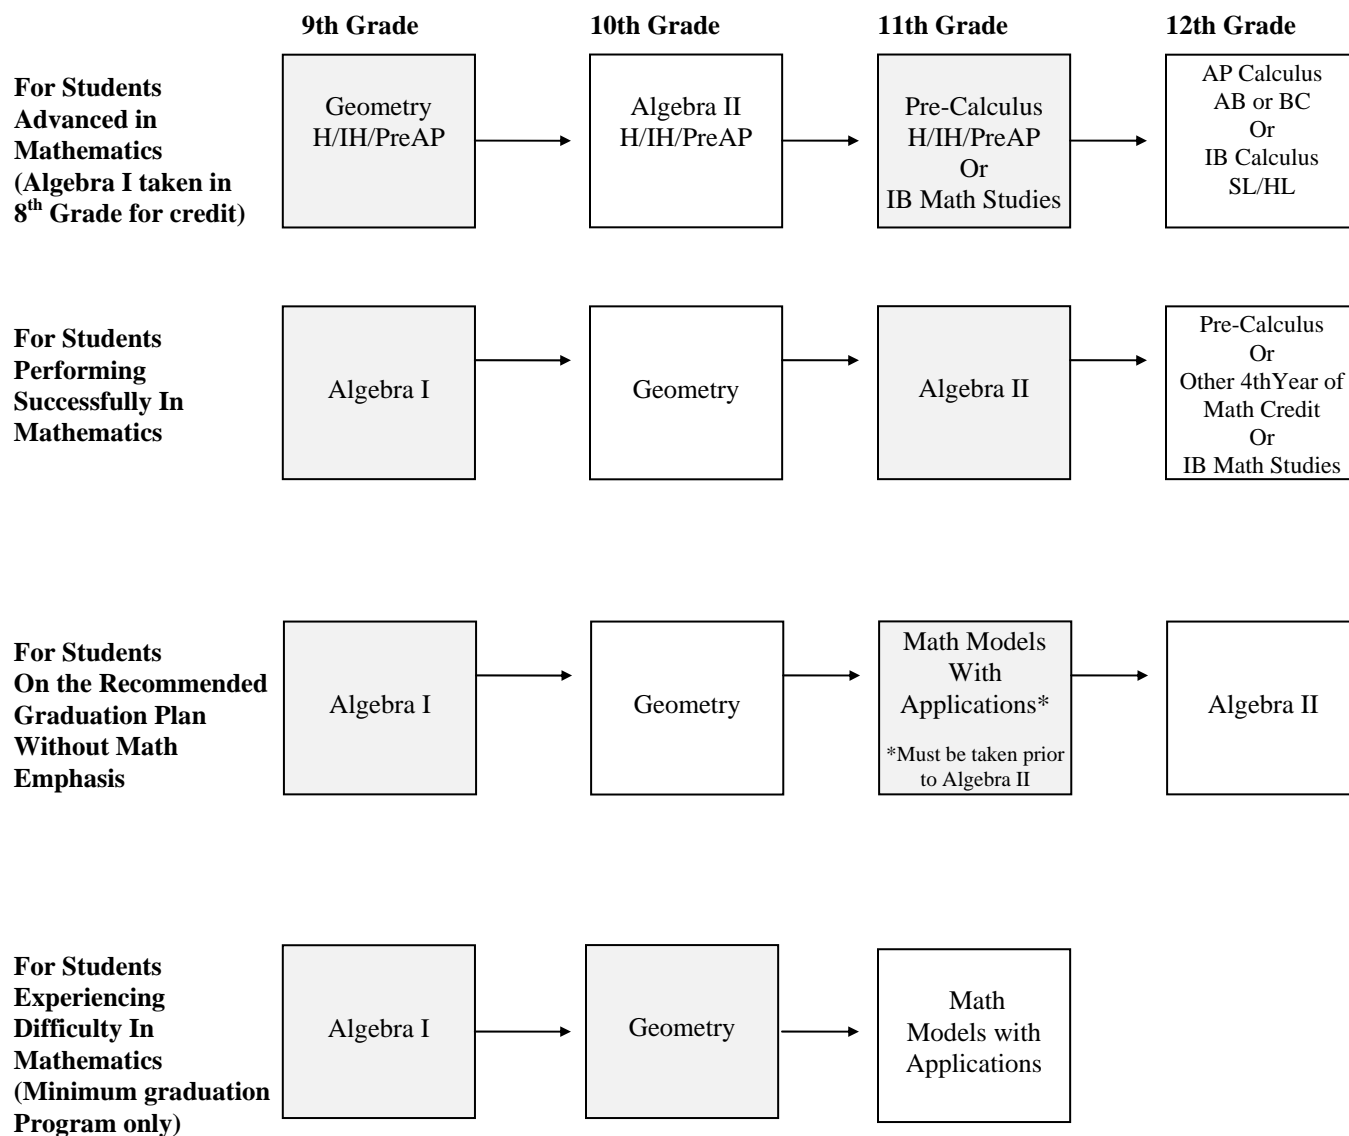 9th Grade
10th Grade
11th Grade
12th Grade
For Students
Advanced in
Mathematics
(Algebra I taken in
8th Grade for credit)
Geometry
H/IH/PreAP
Algebra II
H/IH/PreAP
Pre-Calculus
H/IH/PreAP
Or
IB Math Studies
AP Calculus
AB or BC
Or
IB Calculus
SL/HL
For Students
Performing
Successfully In
Mathematics
Algebra I
Geometry
Algebra II
Pre-Calculus
Or
Other 4thYear of
Math Credit
Or
IB Math Studies
For Students
On the Recommended
Graduation Plan
Without Math
Emphasis
Algebra I
Geometry
Math Models
With
Applications*
*Must be taken prior
to Algebra II
Algebra II
For Students
Experiencing
Difficulty In
Mathematics
(Minimum graduation
Program only)
Algebra I
Geometry
Math
Models with
Applications